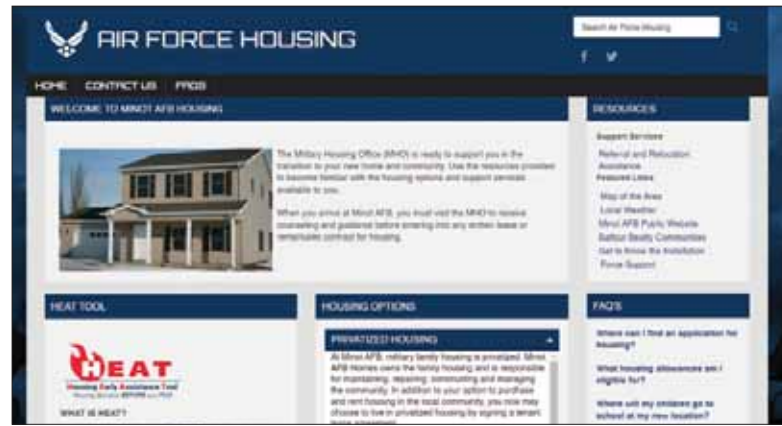 AIR FORCE HOUSING
Search Air Force Housing
HOME CONTACT US FAQS
WELCOME TO MINOT AFB HOUSING
The Military Housing Office (MHO) is ready to support you in the
transition to your new home and community. Use the resources provided
to become familiar with the housing options and support services
available to you.
When you arrive at Minot AFB, you must visit the MHO to receive
counseling and guidance before entering into any written lease or
contract for housing.
RESOURCES
Support Services
Referral and Relocation
Assistance
Featured Links
Map of the Area
Local Weather
Minot AFB Public Website
Balfour Beatty Communities
Get to Know the Installation
Force Support
HEAT TOOL
HEAT
Housing Early Assistance Tool
Housing Services BEFORE you PCS!
WHAT IS HEAT?
HOUSING OPTIONS
PRIVATIZED HOUSING
At Minot AFB, military family housing is privatized. Minot
AFB Homes owns the family housing and is responsible
for maintaining, repairing, constructing and managing
the community. In addition to your option to purchase
and rent housing in the local community, you now may
choose to live in privatized housing by signing a tenant
FAQ'S
Where can I find an application for
housing?
What housing allowances am I
eligible for?
Where will my children go to
school at my new location?